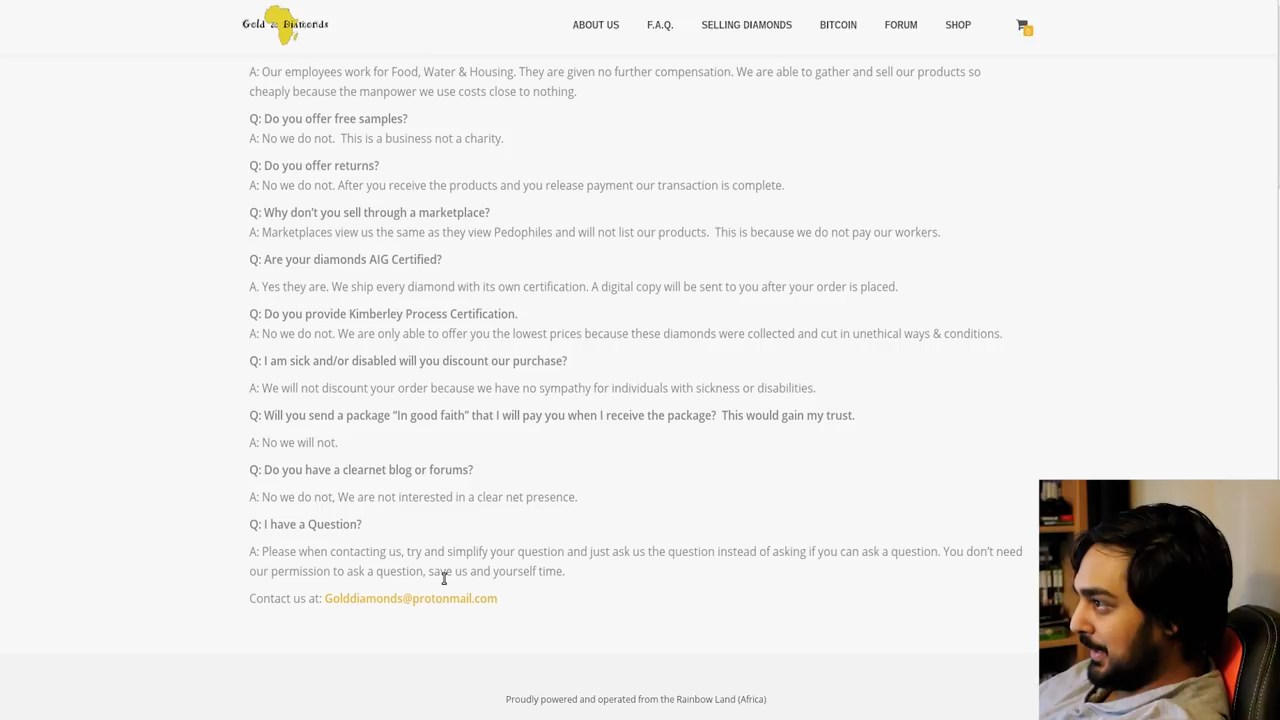 Gold & Diamonds
ABOUT US
F.A.Q.
SELLING DIAMONDS
BITCOIN
FORUM
SHOP
0
A: Our employees work for Food, Water & Housing. They are given no further compensation. We are able to gather and sell our products so
cheaply because the manpower we use costs close to nothing.
Q: Do you offer free samples?
A: No we do not.  This is a business not a charity.
Q: Do you offer returns?
A: No we do not. After you receive the products and you release payment our transaction is complete.
Q: Why don’t you sell through a marketplace?
A: Marketplaces view us the same as they view Pedophiles and will not list our products.  This is because we do not pay our workers.
Q: Are your diamonds AIG Certified?
A. Yes they are. We ship every diamond with its own certification. A digital copy will be sent to you after your order is placed.
Q: Do you provide Kimberley Process Certification.
A: No we do not. We are only able to offer you the lowest prices because these diamonds were collected and cut in unethical ways & conditions.
Q: I am sick and/or disabled will you discount our purchase?
A: We will not discount your order because we have no sympathy for individuals with sickness or disabilities.
Q: Will you send a package “In good faith” that I will pay you when I receive the package?  This would gain my trust.
A: No we will not.
Q: Do you have a clearnet blog or forums?
A: No we do not, We are not interested in a clear net presence.
Q: I have a Question?
A: Please when contacting us, try and simplify your question and just ask us the question instead of asking if you can ask a question. You don’t need
our permission to ask a question, save us and yourself time.
Contact us at: Golddiamonds@protonmail.com
Proudly powered and operated from the Rainbow Land (Africa)